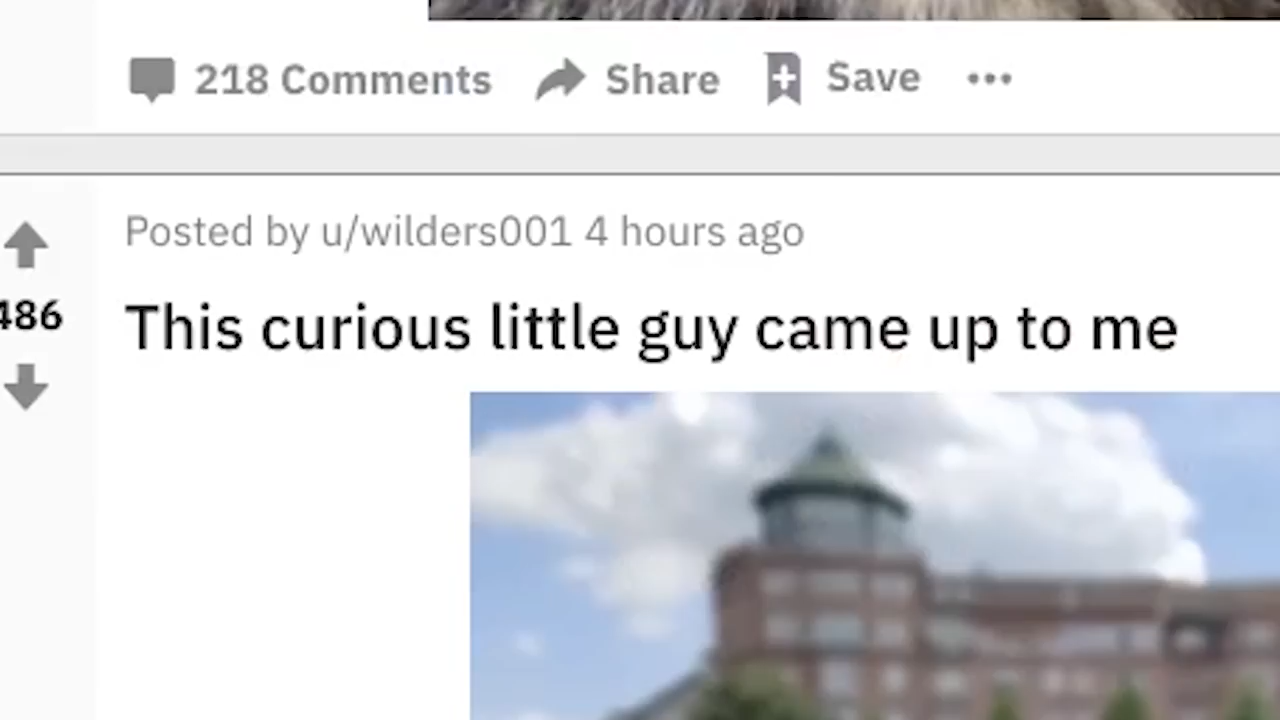 218 Comments Share Save
Posted by u/wilders001 4 hours ago
486
This curious little guy came up to me